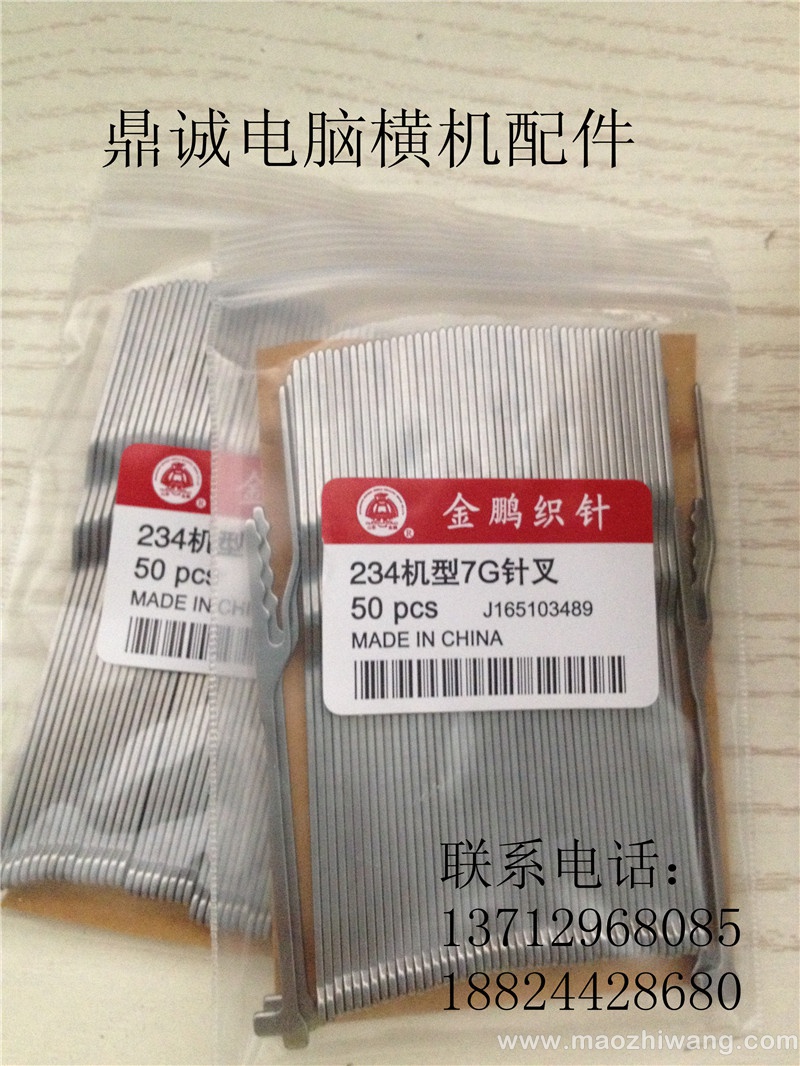 鼎诚电脑横机配件
金
234机型
50 pcs
MADE IN CHI
金鹏织针
234机型7G针叉
50 pcs J165103489
MADE IN CHINA
联系电话：
13712968085
18824428680
www.maozhiwang.com